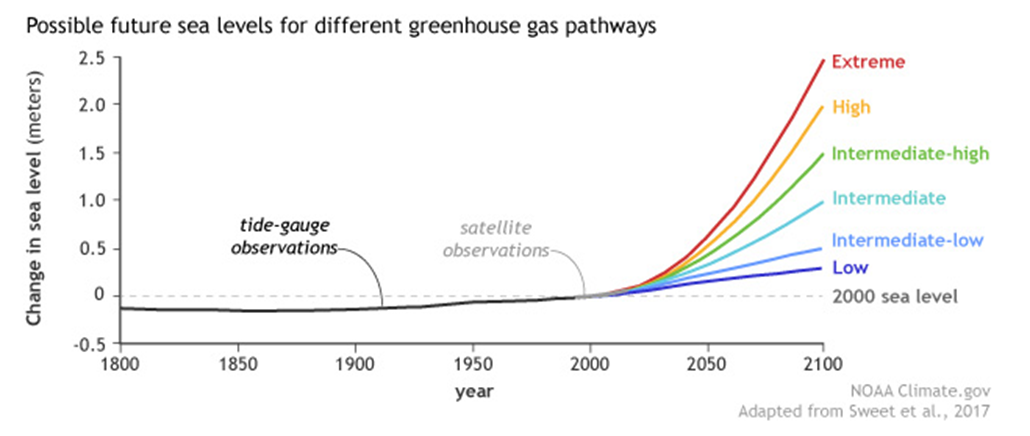 Possible future sea levels for different greenhouse gas pathways
Change in sea level (meters)
2.5
2.0
1.5
1.0
0.5
0
-0.5
tide-gauge
observations
satellite
observations
Extreme
High
Intermediate-high
Intermediate
Intermediate-low
Low
2000 sea level
1800
1850
1900
1950
2000
2050
2100
year
NOAA Climate.gov
Adapted from Sweet et al., 2017